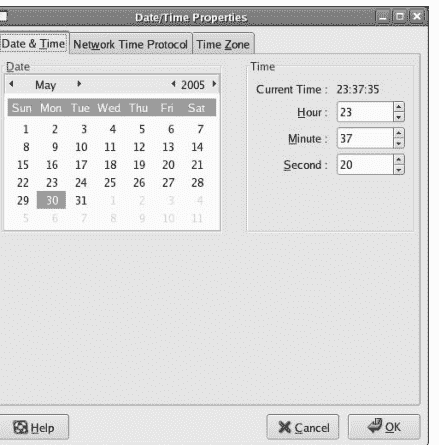 Date/Time Properties
Date & Time Network Time Protocol Time Zone
Date
May 2005
Sun Mon Tue Wed Thu Fri Sat
1 2 3 4 5 6 7
8 9 10 11 12 13 14
15 16 17 18 19 20 21
22 23 24 25 26 27 28
29 30 31 1 2 3 4
5 6 7 8 9 10 11
Time
Current Time : 23:37:35
Hour : 23
Minute : 37
Second : 20
Help Cancel OK